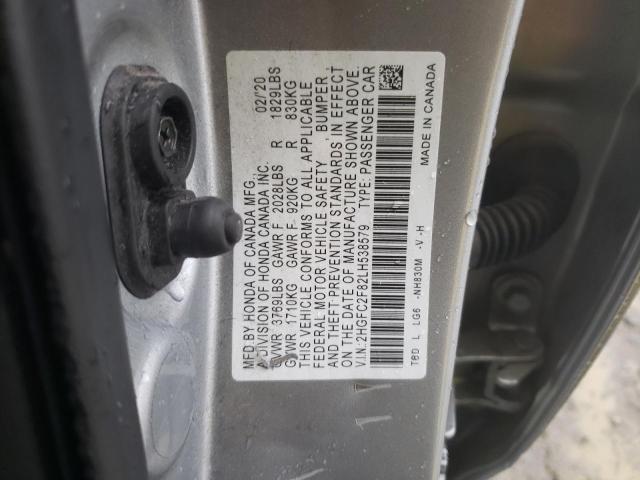 MFD BY HONDA OF CANADA MFG. 02/'20
A DIVISION OF HONDA CANADA INC.
GVWR 3769LBS GAWR F 2028LBS R 1829LBS
GVWR 1710KG GAWR F 920KG R 830KG
THIS VEHICLE CONFORMS TO ALL APPLICABLE
FEDERAL MOTOR VEHICLE SAFETY , BUMPER
AND THEFT PREVENTION STANDARDS IN EFFECT
ON THE DATE OF MANUFACTURE SHOWN ABOVE.
V.I.N: 2HGFC2F82LH538579 TYPE: PASSENGER CAR
T6D L LG6 -NH830M -V -H MADE IN CANADA